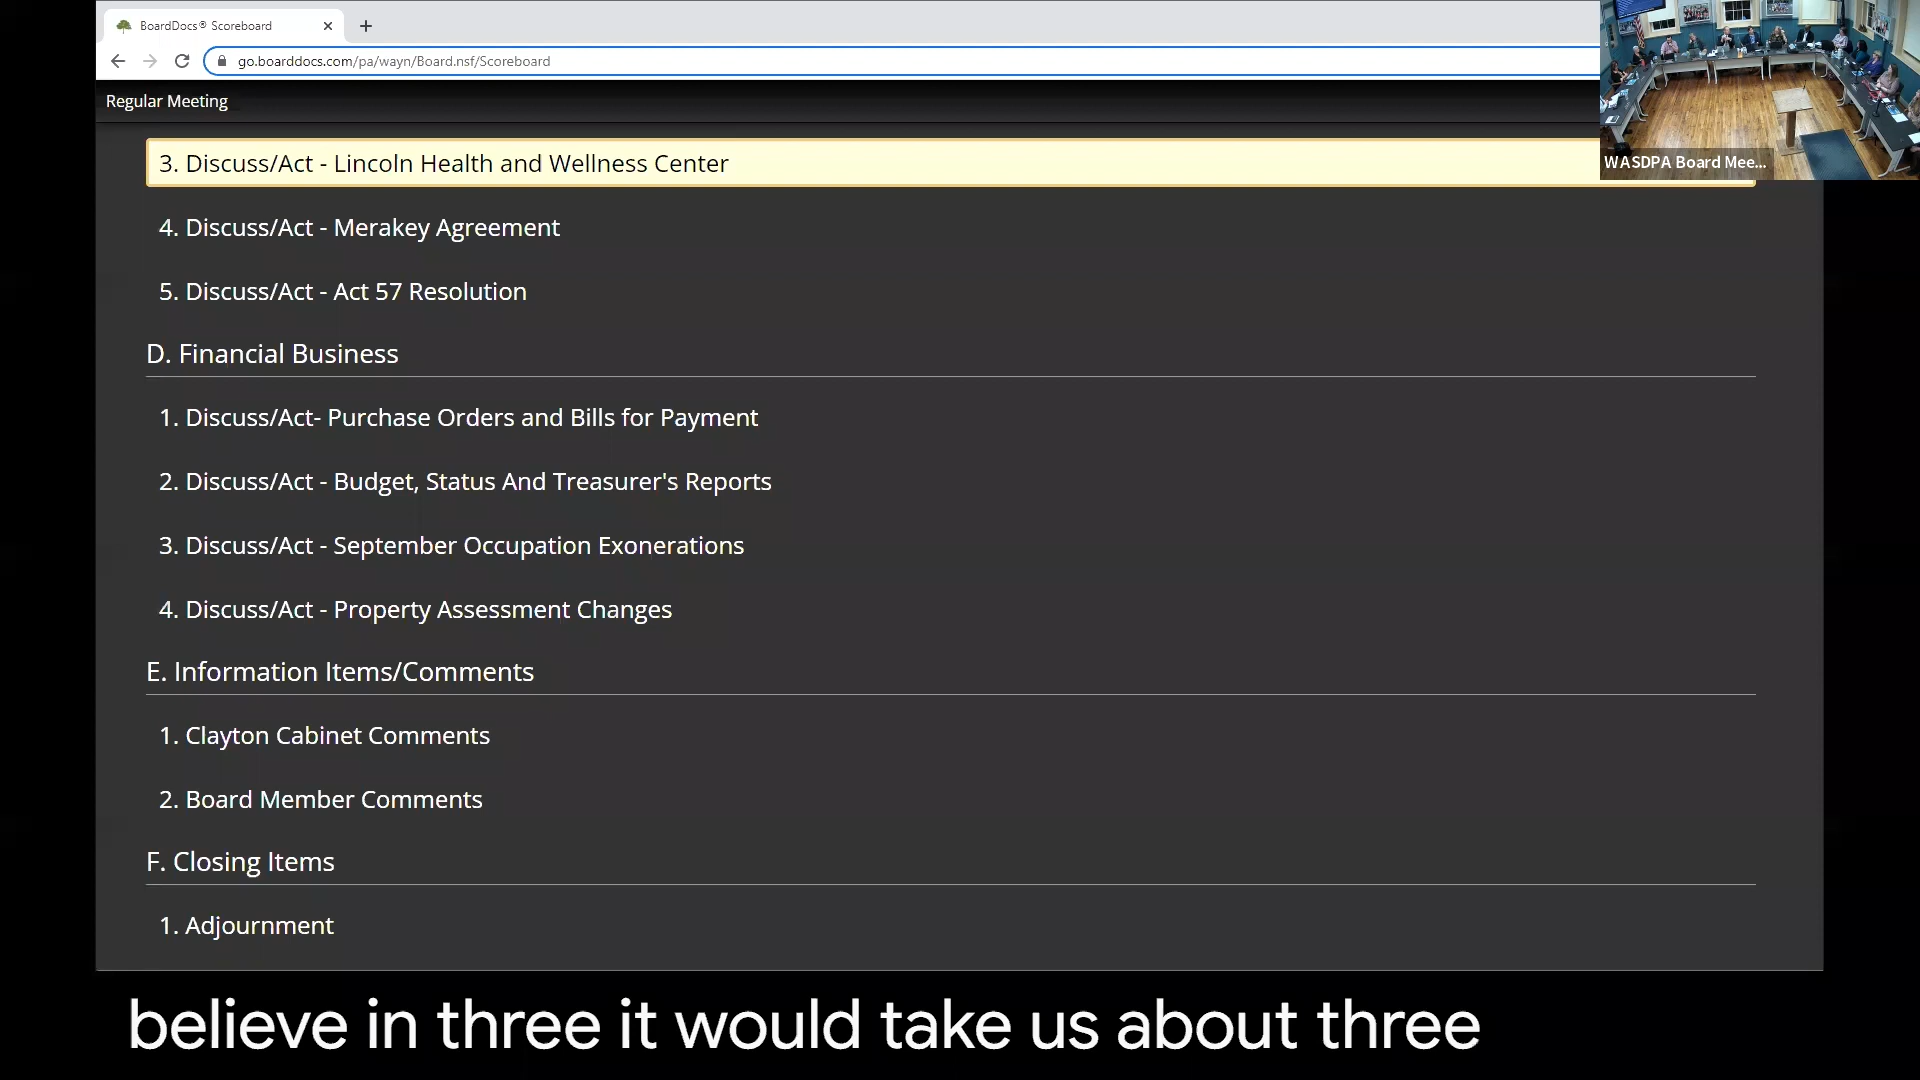 BoardDocs® Scoreboard
go.boarddocs.com/pa/wayn/Board.nsf/Scoreboard
Regular Meeting
3. Discuss/Act - Lincoln Health and Wellness Center
WASDPA Board Mee...
4. Discuss/Act - Merakey Agreement
5. Discuss/Act - Act 57 Resolution
D. Financial Business
1. Discuss/Act- Purchase Orders and Bills for Payment
2. Discuss/Act - Budget, Status And Treasurer's Reports
3. Discuss/Act - September Occupation Exonerations
4. Discuss/Act - Property Assessment Changes
E. Information Items/Comments
1. Clayton Cabinet Comments
2. Board Member Comments
F. Closing Items
1. Adjournment
believe in three it would take us about three